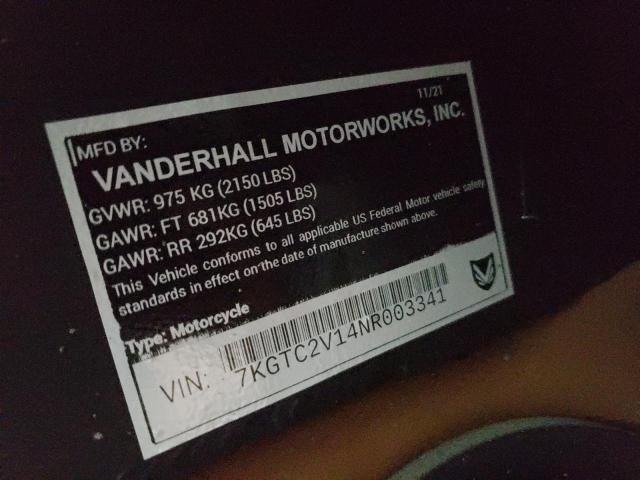 11/21
MFD BY:
VANDERHALL MOTORWORKS, INC.
GVWR: 975 KG (2150 LBS)
GAWR: FT 681KG (1505 LBS)
GAWR: RR 292KG (645 LBS)
This Vehicle conforms to all applicable US Federal Motor vehicle safety
standards in effect on the date of manufacture shown above.
Type: Motorcycle
VIN: 7KGTC2V14NR003341